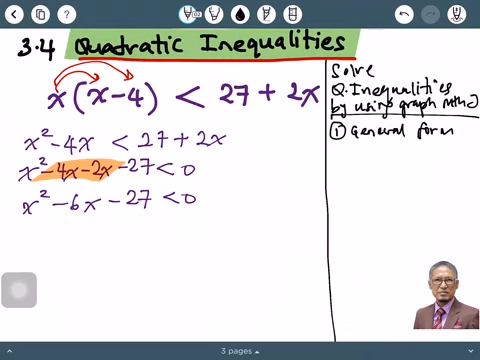 3.4 Quadratic Inequalities
x(x-4) < 27 + 2x
x² - 4x < 27 + 2x
x² - 4x - 2x - 27 < 0
x² - 6x - 27 < 0
Solve
Q. Inequalities
by using graph
① General form
3 pages